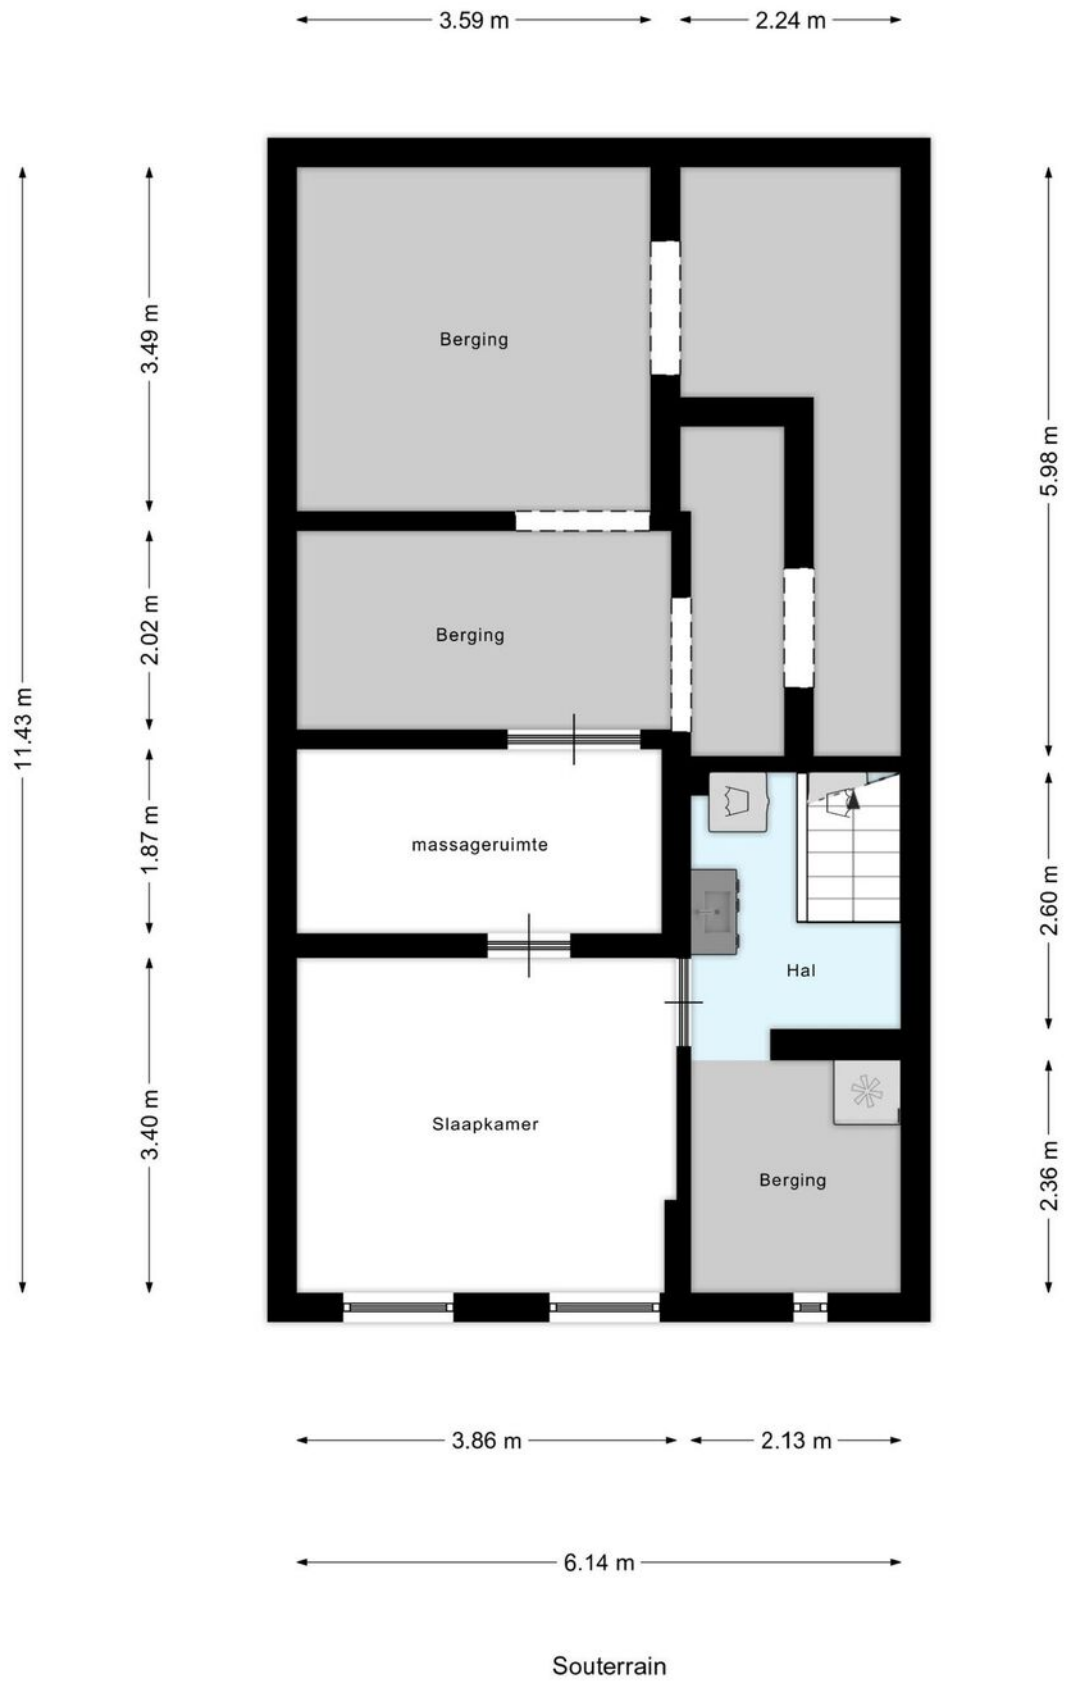 3.59 m
2.24 m
3.49 m
Berging
5.98 m
2.02 m
Berging
11.43 m
1.87 m
massageruimte
2.60 m
Hal
3.40 m
Slaapkamer
Berging
2.36 m
3.86 m
2.13 m
6.14 m
Souterrain